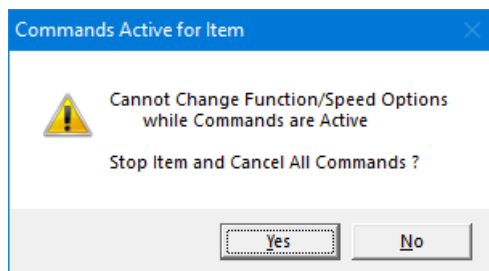 Commands Active for Item
Cannot Change Function/Speed Options
while Commands are Active
Stop Item and Cancel All Commands ?
Yes
No